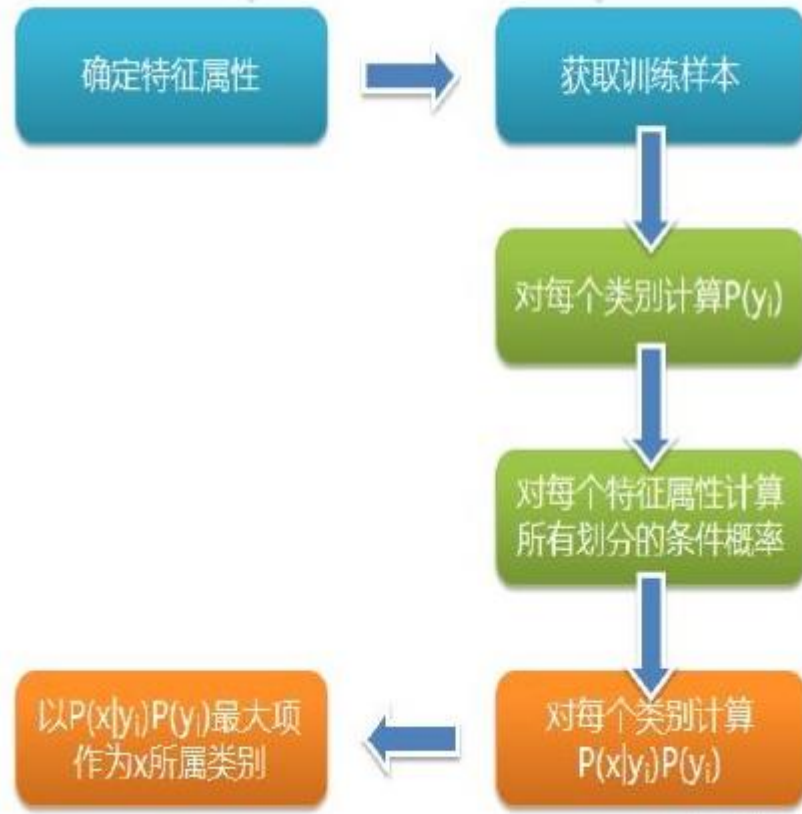 确定特征属性
获取训练样本
对每个类别计算P(yᵢ)
对每个特征属性计算
所有划分的条件概率
对每个类别计算
P(x|yᵢ)P(yᵢ)
以P(x|yᵢ)P(yᵢ)最大项
作为x所属类别